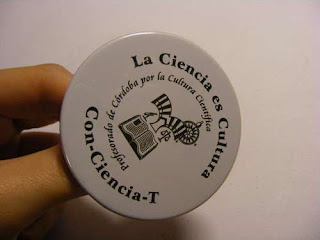 La Ciencia es Cultura
Profesorado de Córdoba por la Cultura Científica
Con-Ciencia-T